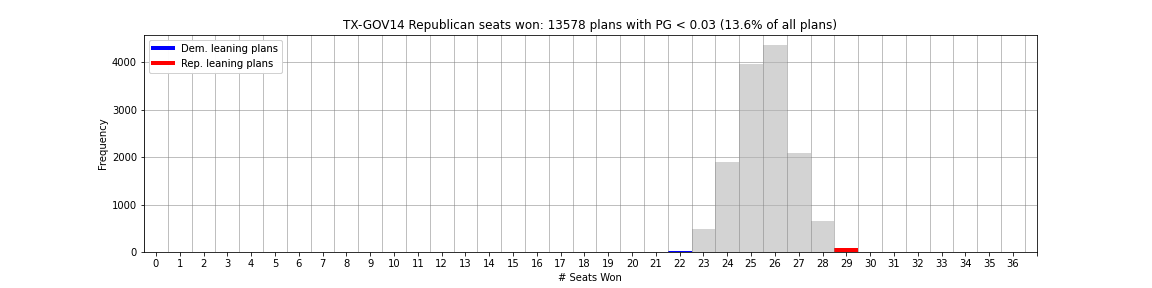 TX-GOV14 Republican seats won: 13578 plans with PG < 0.03 (13.6% of all plans)
Dem. leaning plans
Rep. leaning plans
Frequency
4000
3000
2000
1000
0
0 1 2 3 4 5 6 7 8 9 10 11 12 13 14 15 16 17 18 19 20 21 22 23 24 25 26 27 28 29 30 31 32 33 34 35 36
# Seats Won